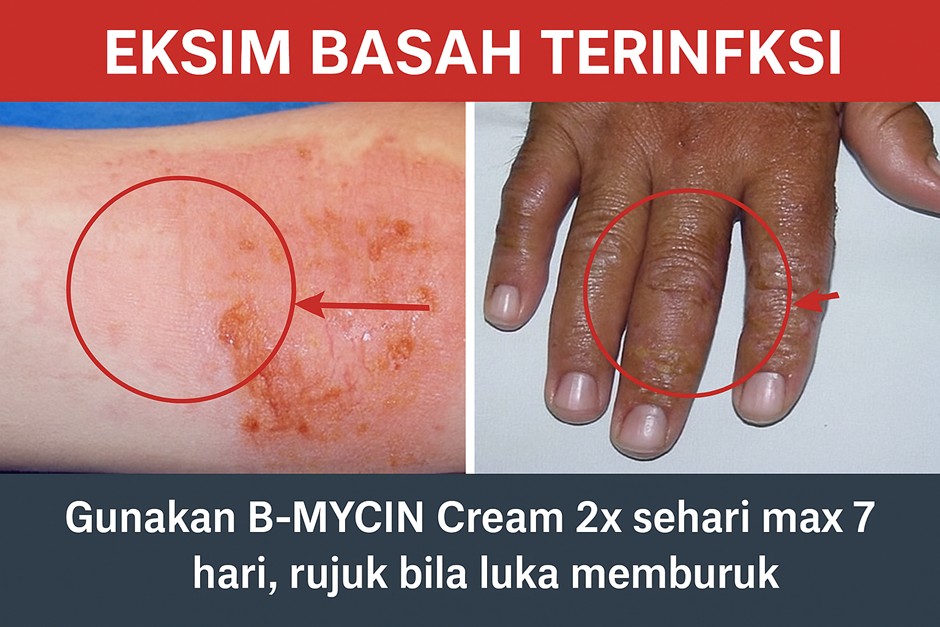 EKSIM BASAH TERINFKSI
Gunakan B-MYCIN Cream 2x sehari max 7
hari, rujuk bila luka memburuk